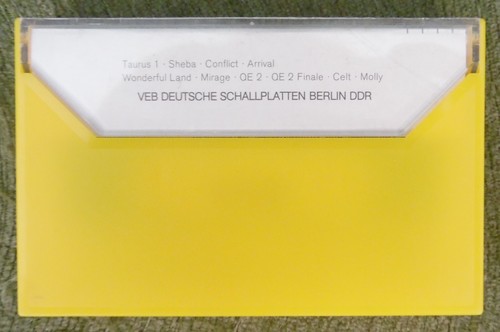 Taurus 1 · Sheba · Conflict · Arrival
Wonderful Land · Mirage · QE 2 · QE 2 Finale · Celt · Molly
VEB DEUTSCHE SCHALLPLATTEN BERLIN DDR